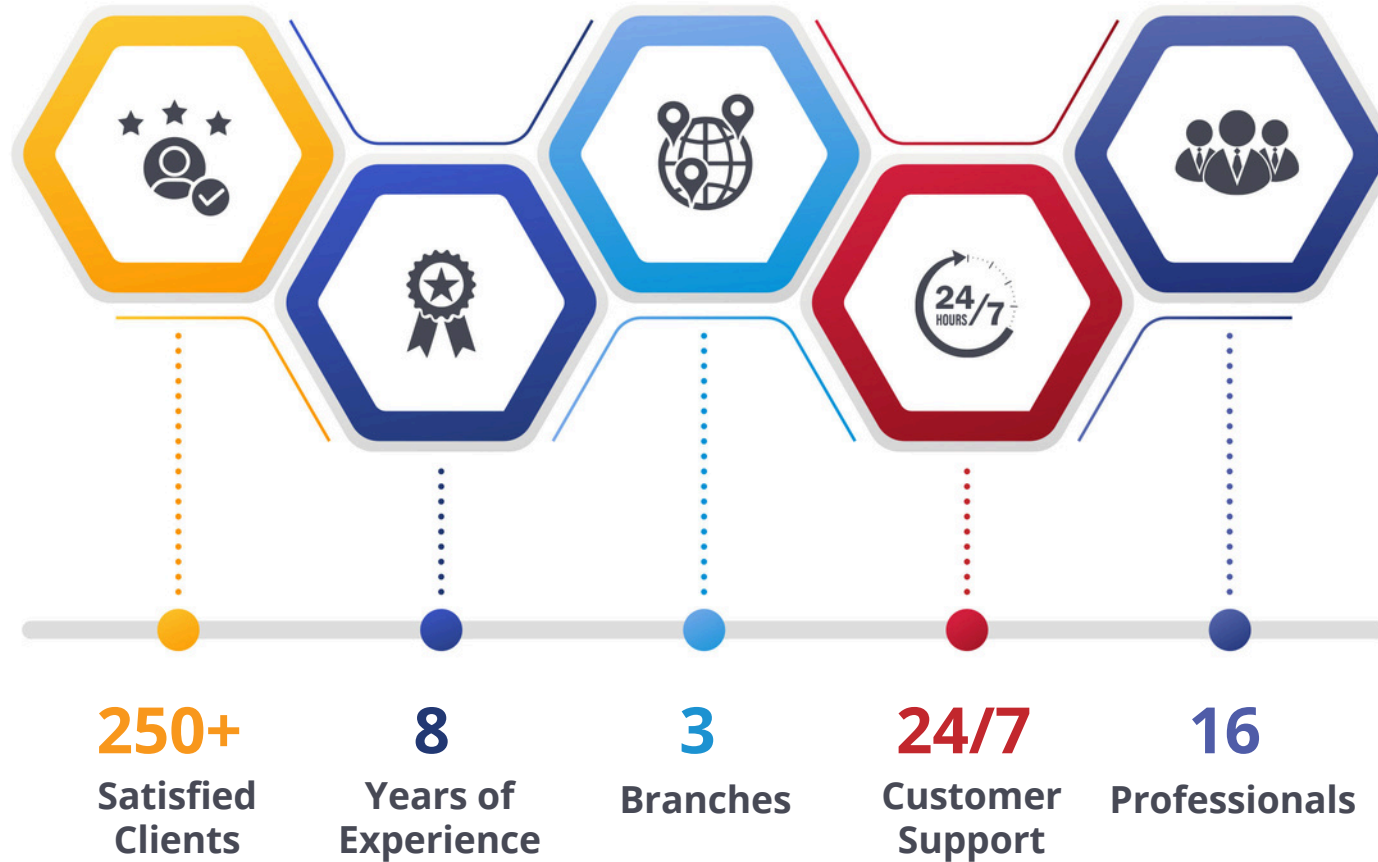 24/7
HOURS
250+
Satisfied
Clients
8
Years of
Experience
3
Branches
24/7
Customer
Support
16
Professionals